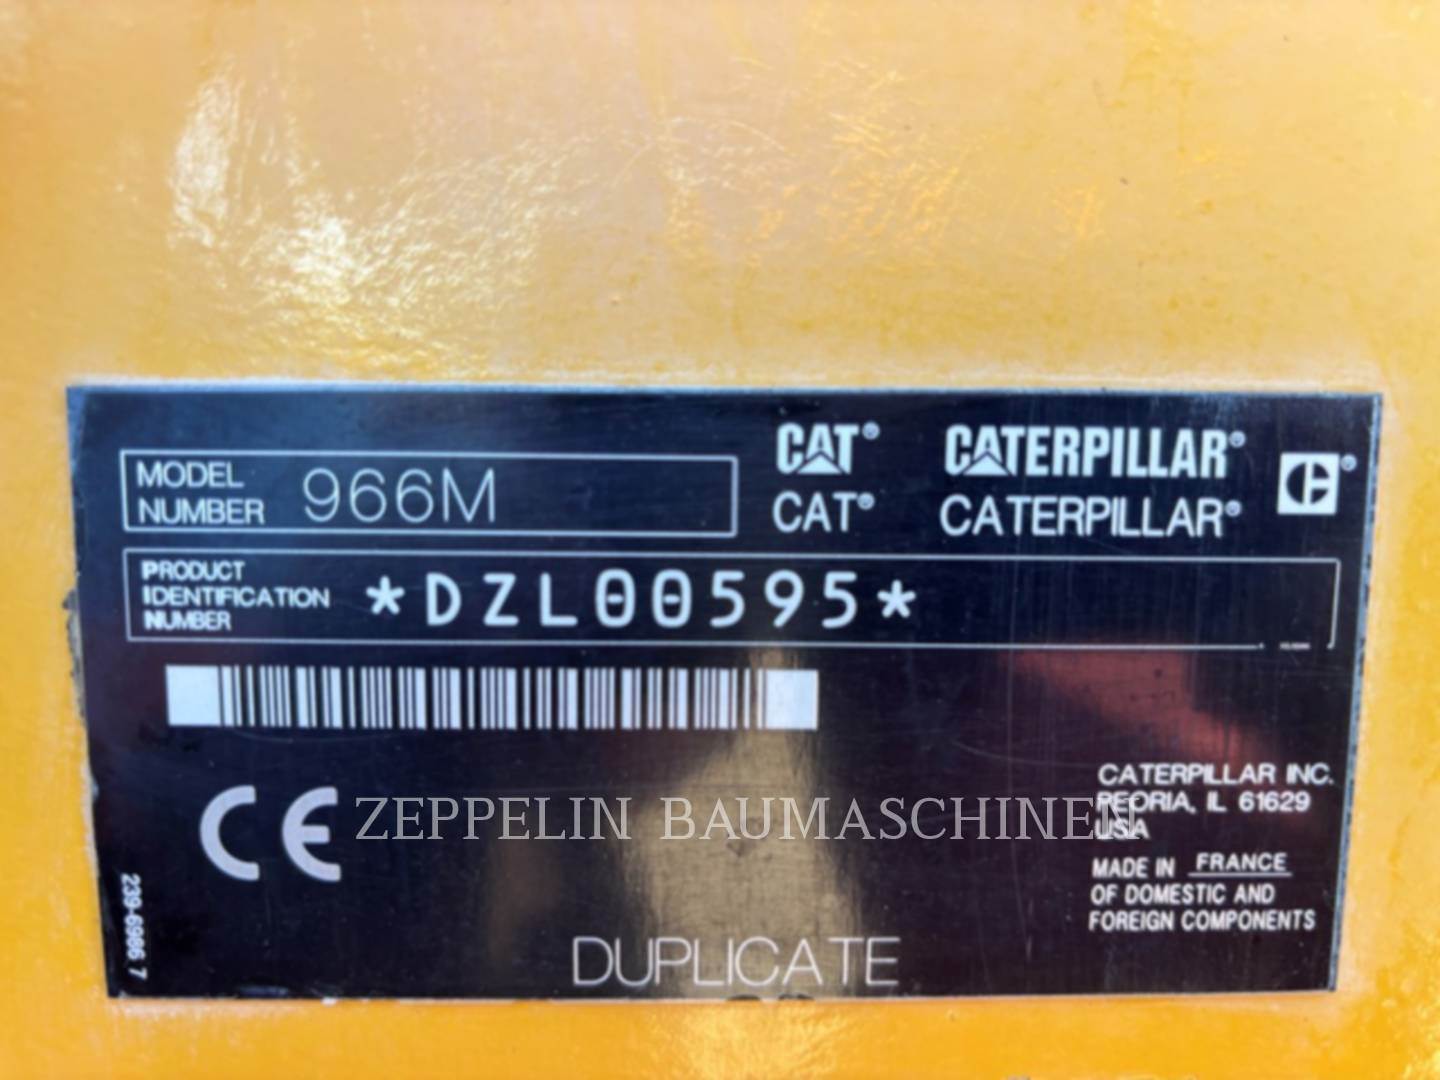 MODEL NUMBER 966M
CAT® CATERPILLAR®
CAT® CATERPILLAR®
PRODUCT
IDENTIFICATION
NUMBER
*DZL00595*
CATERPILLAR INC.
PEORIA, IL 61629
USA
MADE IN FRANCE
OF DOMESTIC AND
FOREIGN COMPONENTS
CE
ZEPPELIN BAUMASCHINEN
239-6986 7
DUPLICATE